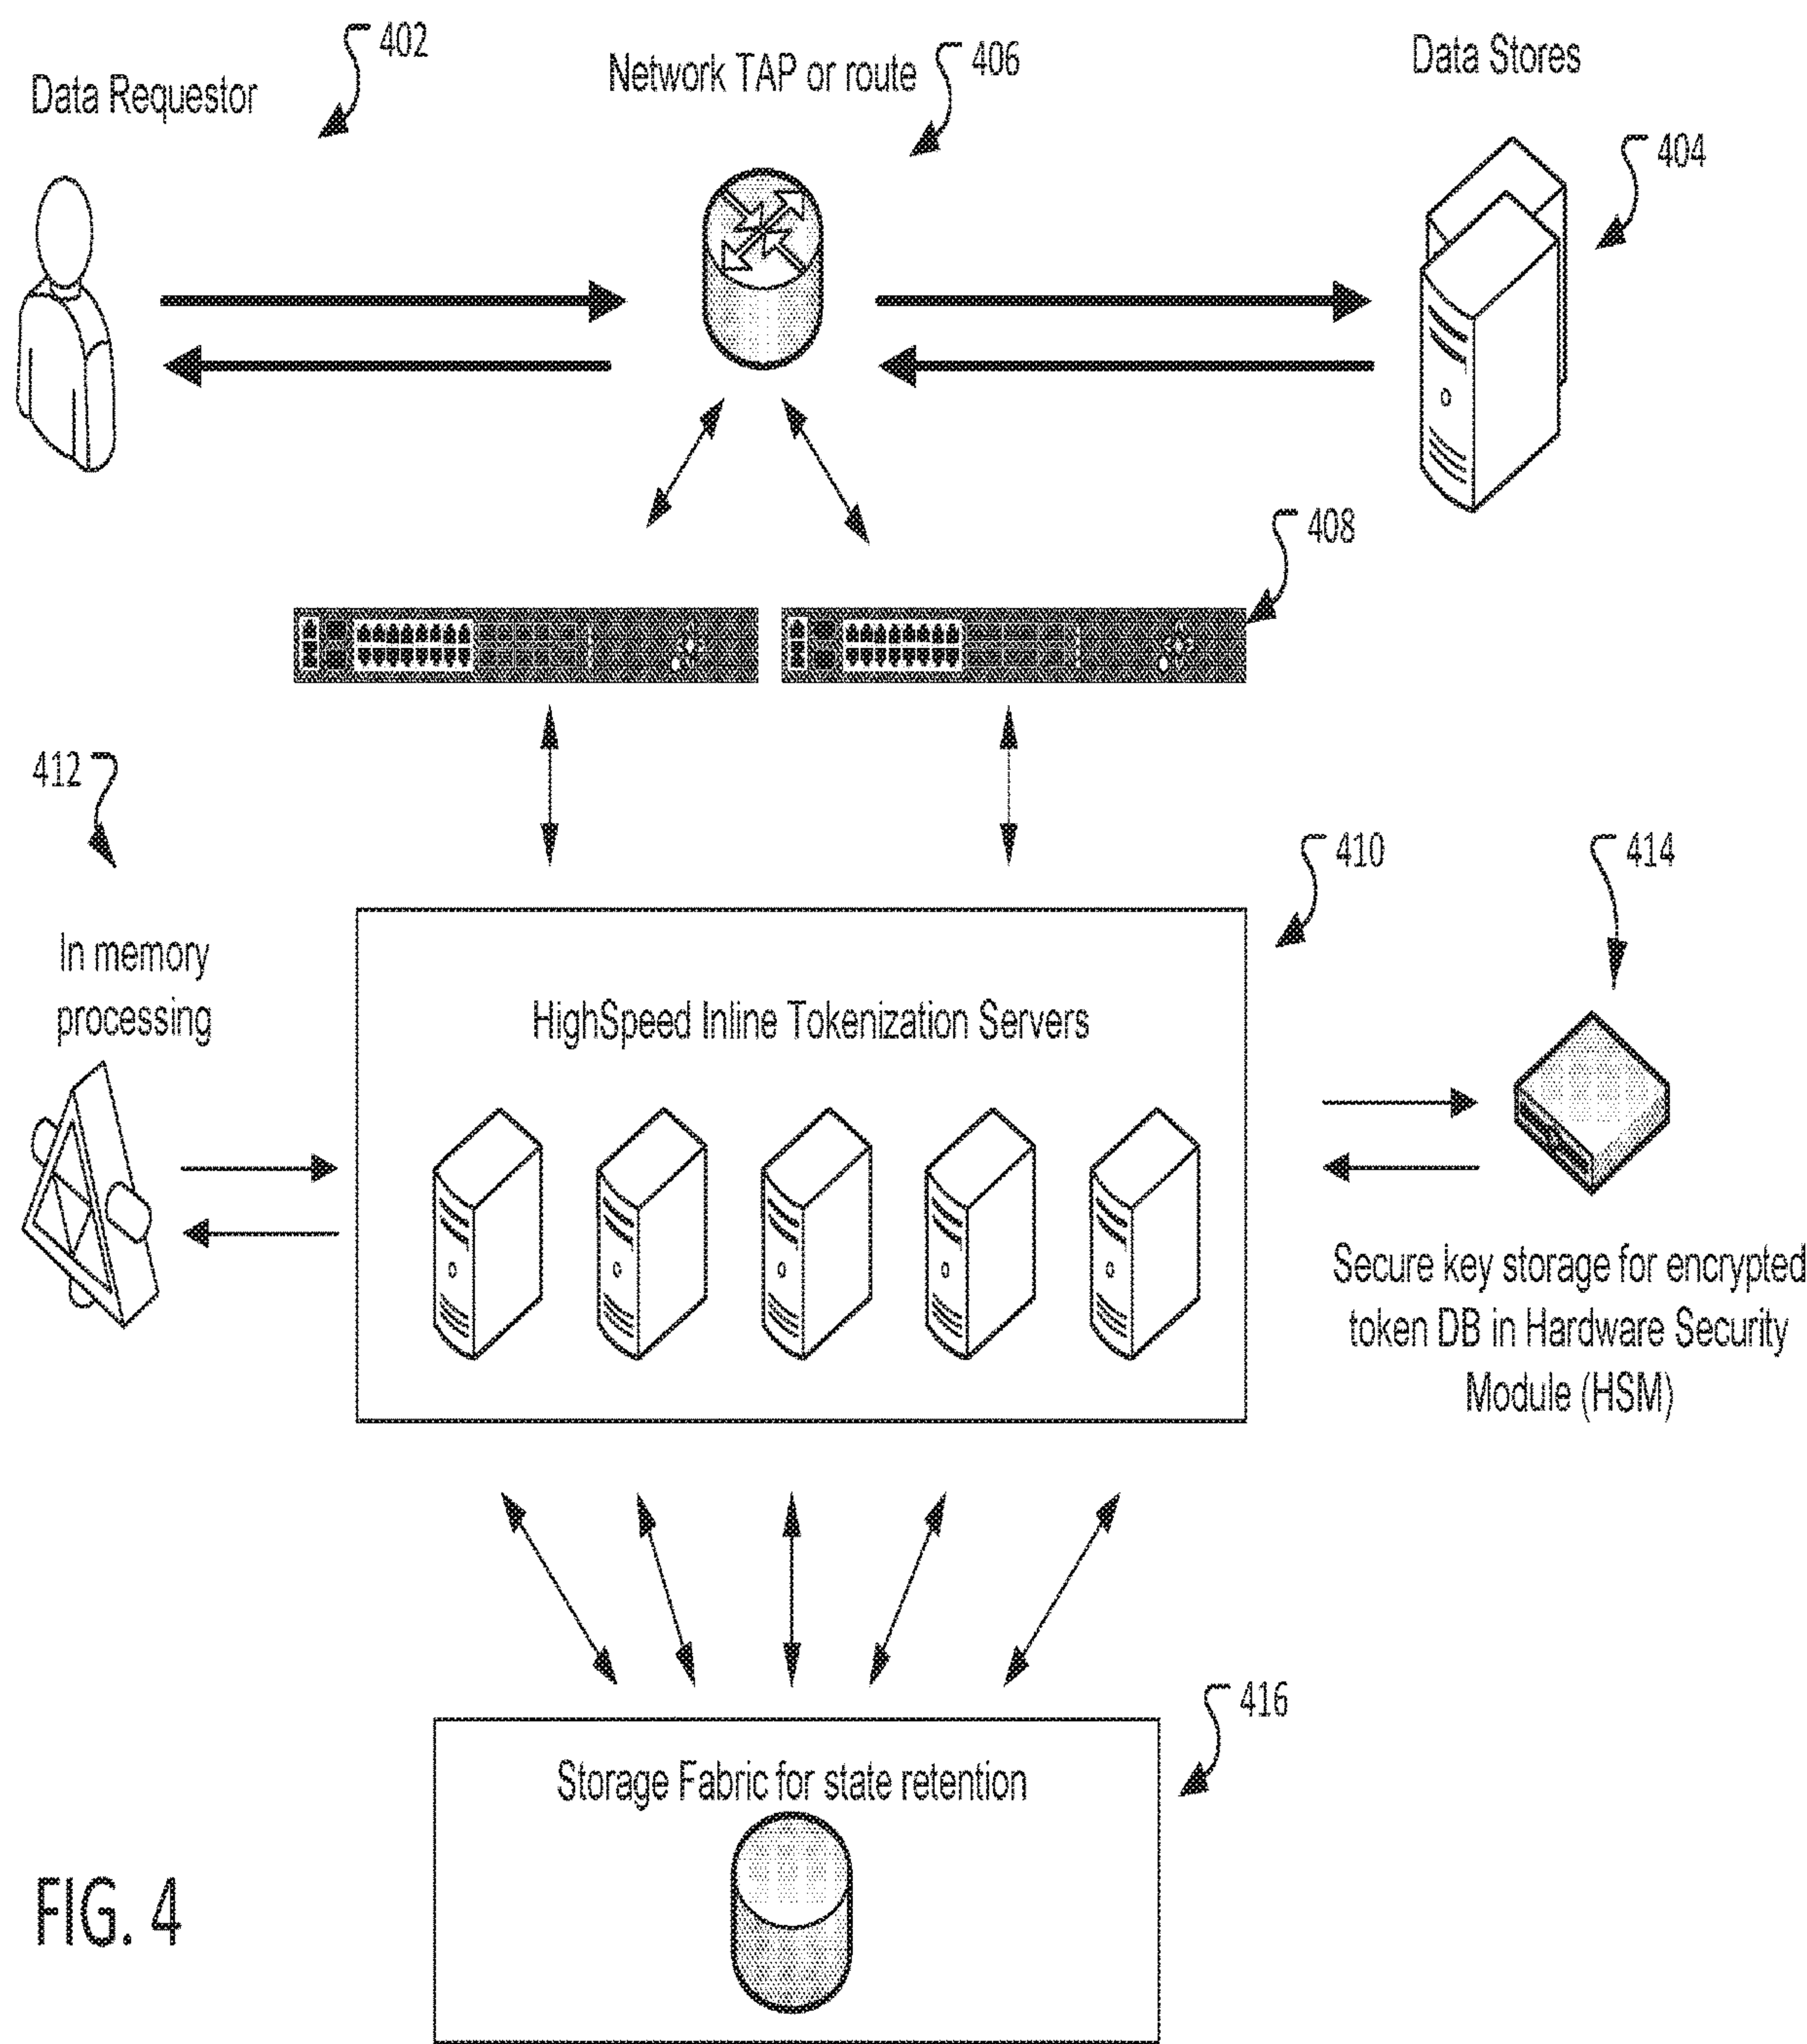 402
406
Data Stores
Network TAP or route
Data Requestor
404
408
412
410
414
In memory
processing
HighSpeed Inline Tokenization Servers
Secure key storage for encrypted
token DB in Hardware Security
Module (HSM)
416
Storage Fabric for state retention
FIG. 4